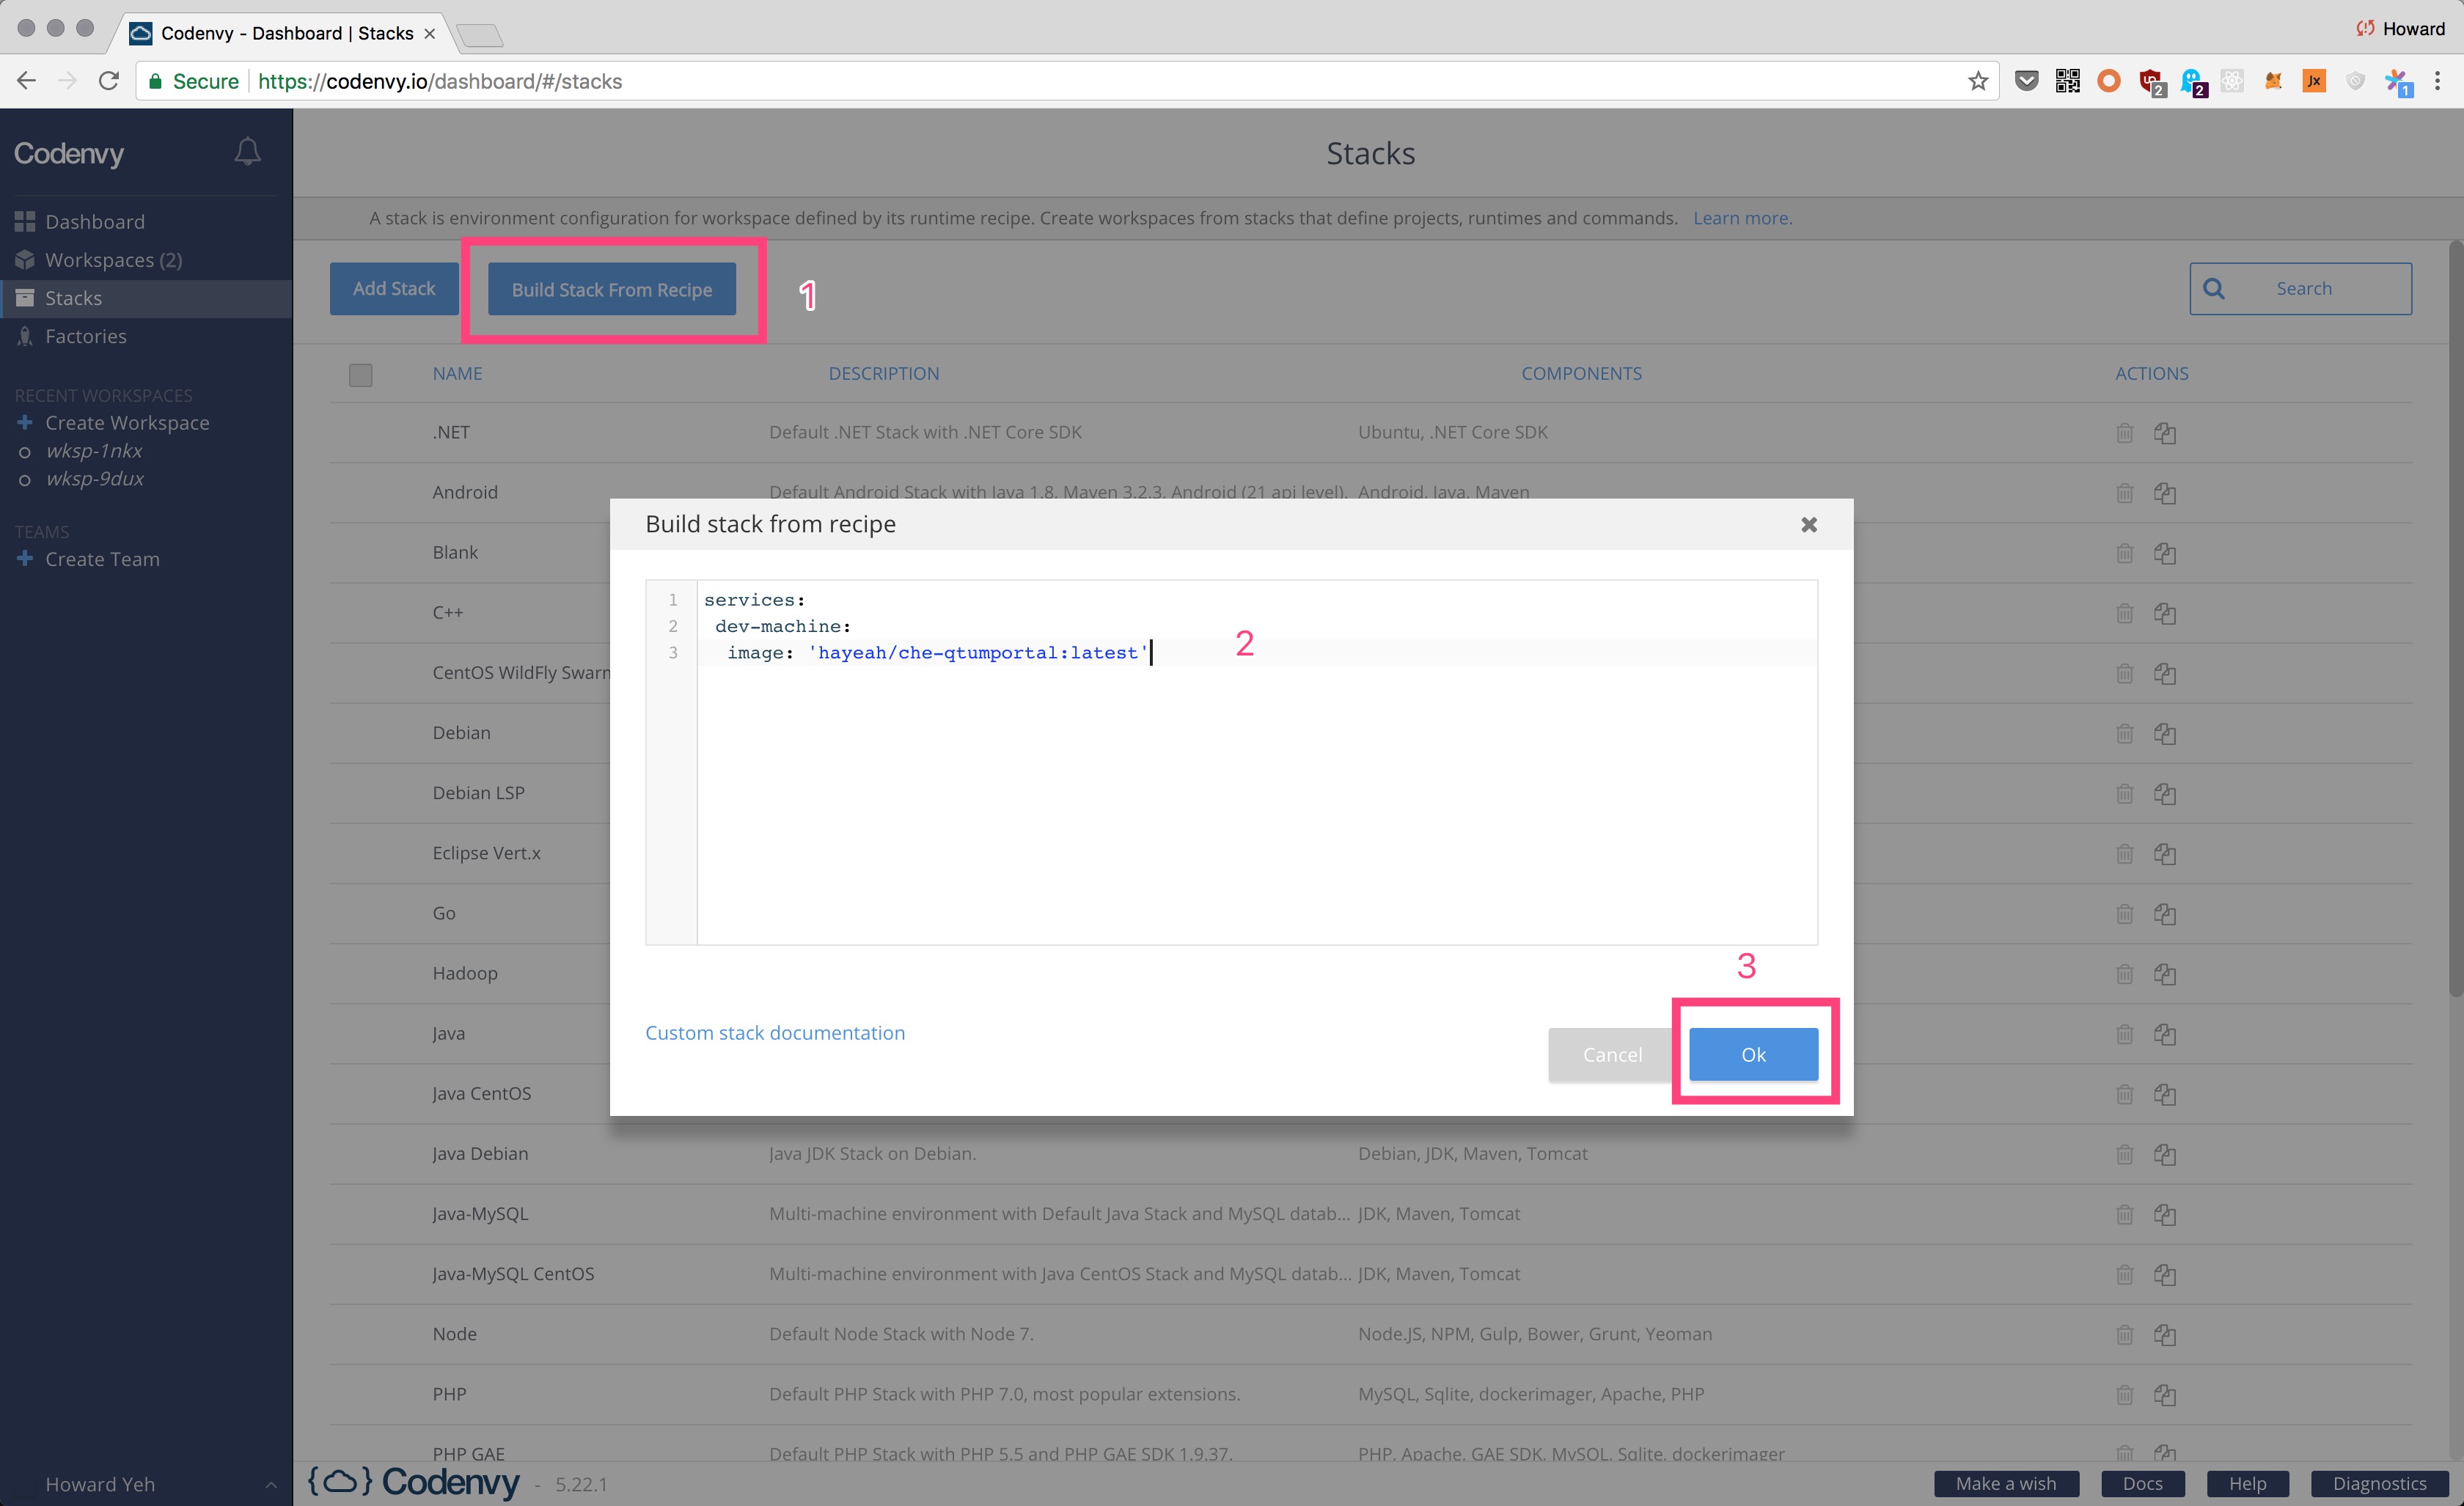 Codenvy - Dashboard | Stacks
Howard
Secure https://codenvy.io/dashboard/#/stacks
2
2
Jx
1
Codenvy
Dashboard
Workspaces (2)
Stacks
Factories
RECENT WORKSPACES
Create Workspace
wksp-1nkx
wksp-9dux
TEAMS
Create Team
Howard Yeh
Stacks
A stack is environment configuration for workspace defined by its runtime recipe. Create workspaces from stacks that define projects, runtimes and commands. Learn more.
Add Stack Build Stack From Recipe 1 Search
NAME DESCRIPTION COMPONENTS ACTIONS
.NET Default .NET Stack with .NET Core SDK Ubuntu, .NET Core SDK
Android Default Android Stack with Java 1.8, Maven 3.2.3, Android (21 api level), Android, Java, Maven
Blank
C++
CentOS WildFly Swarm
Debian
Debian LSP
Eclipse Vert.x
Go
Hadoop
Java
Java CentOS
Build stack from recipe
1 services:
2 dev-machine:
3 image: 'hayeah/che-qtumportal:latest'
2
3
Custom stack documentation
Cancel Ok
Java Debian Java JDK Stack on Debian. Debian, JDK, Maven, Tomcat
Java-MySQL Multi-machine environment with Default Java Stack and MySQL datab... JDK, Maven, Tomcat
Java-MySQL CentOS Multi-machine environment with Java CentOS Stack and MySQL datab... JDK, Maven, Tomcat
Node Default Node Stack with Node 7. Node.JS, NPM, Gulp, Bower, Grunt, Yeoman
PHP Default PHP Stack with PHP 7.0, most popular extensions. MySQL, Sqlite, dockerimager, Apache, PHP
PHP GAE Default PHP Stack with PHP 5.5 and PHP GAE SDK 1.9.37. PHP, Apache, GAE SDK, MySQL, Sqlite, dockerimager
{ } Codenvy - 5.22.1
Make a wish Docs Help Diagnostics